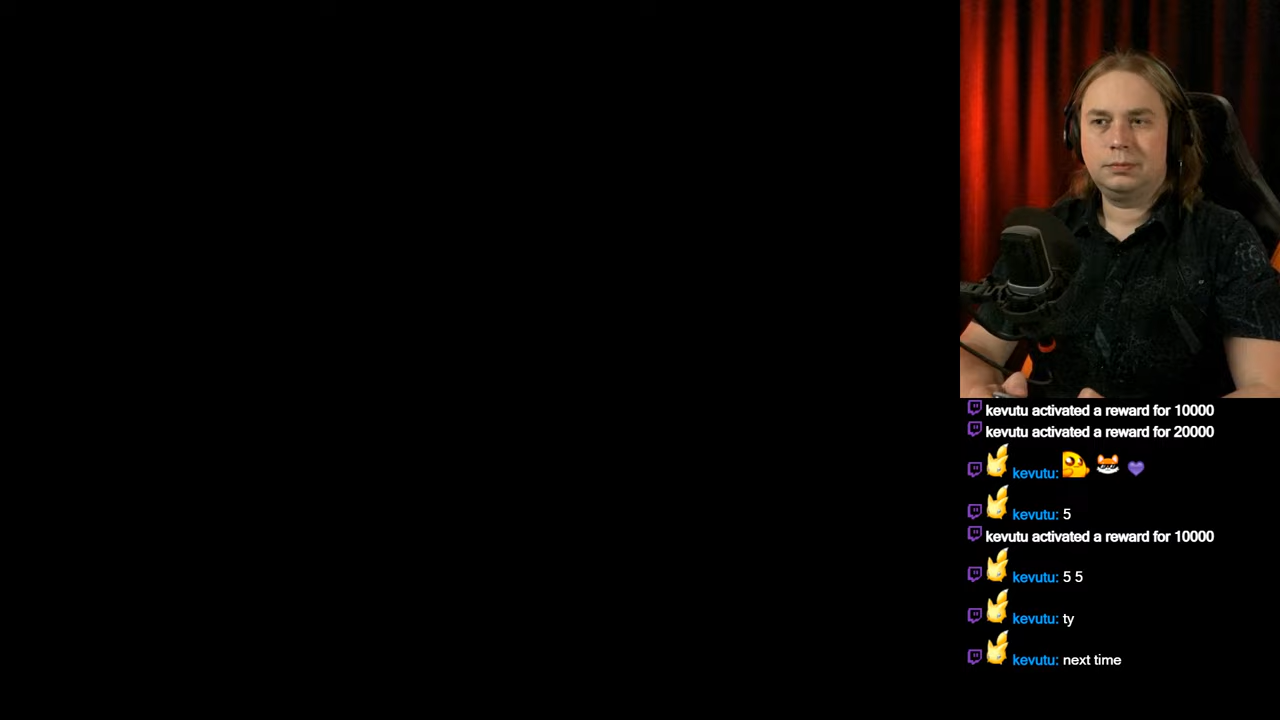 kevutu activated a reward for 10000
kevutu activated a reward for 20000
kevutu:
kevutu: 5
kevutu activated a reward for 10000
kevutu: 5 5
kevutu: ty
kevutu: next time